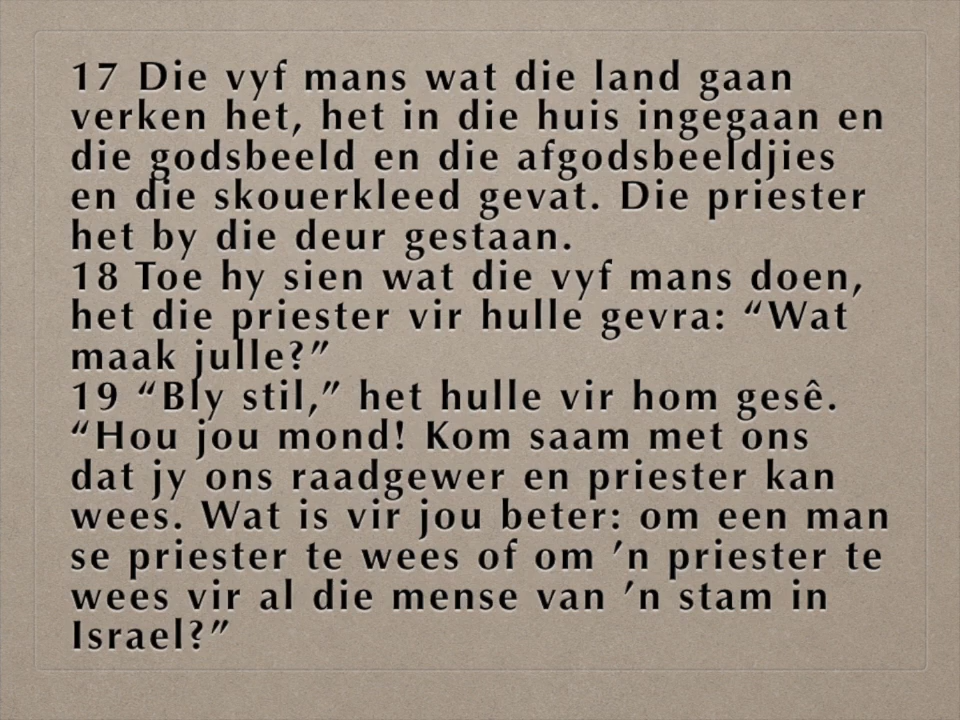 17 Die vyf mans wat die land gaan
verken het, het in die huis ingegaan en
die godsbeeld en die afgodsbeeldjies
en die skouerkleed gevat. Die priester
het by die deur gestaan.
18 Toe hy sien wat die vyf mans doen,
het die priester vir hulle gevra: “Wat
maak julle?”
19 “Bly stil,” het hulle vir hom gesê.
“Hou jou mond! Kom saam met ons
dat jy ons raadgewer en priester kan
wees. Wat is vir jou beter: om een man
se priester te wees of om ’n priester te
wees vir al die mense van ’n stam in
Israel?”